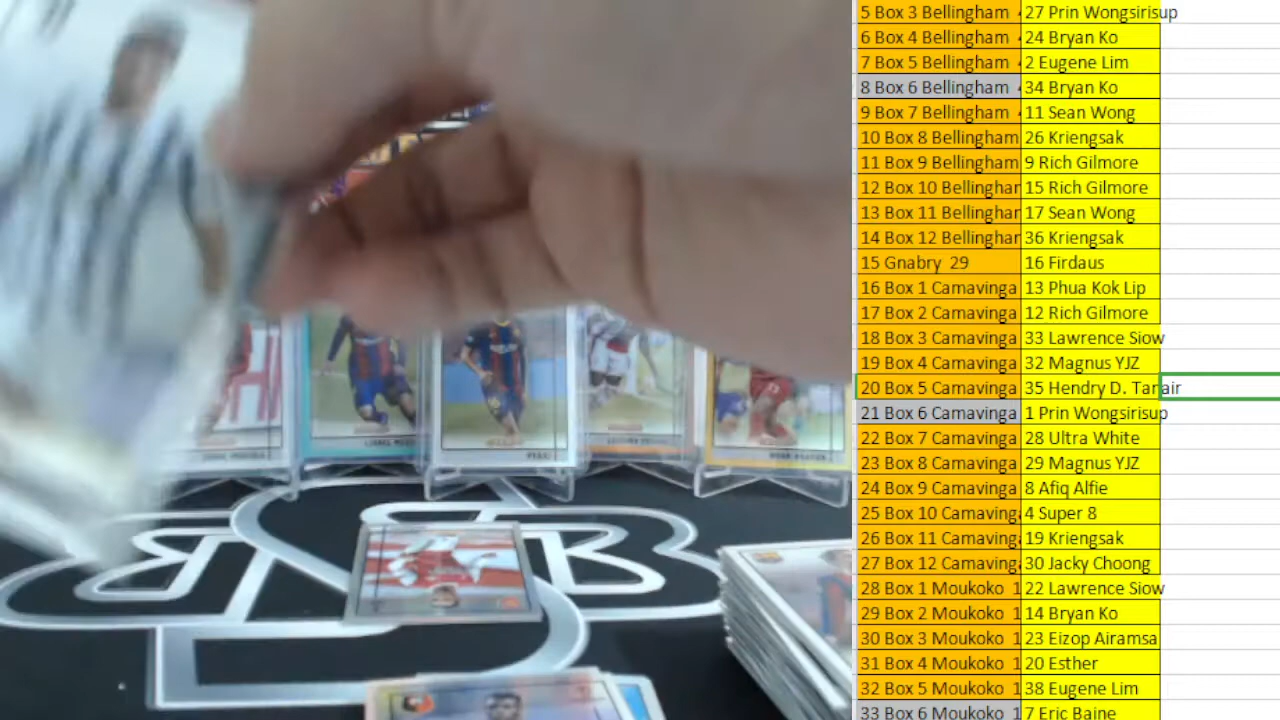 5 Box 3 Bellingham 27 Prin Wongsirisup
6 Box 4 Bellingham 24 Bryan Ko
7 Box 5 Bellingham 2 Eugene Lim
8 Box 6 Bellingham 34 Bryan Ko
9 Box 7 Bellingham 11 Sean Wong
10 Box 8 Bellingham 26 Kriengsak
11 Box 9 Bellingham 9 Rich Gilmore
12 Box 10 Bellinghar 15 Rich Gilmore
13 Box 11 Bellinghar 17 Sean Wong
14 Box 12 Bellinghar 36 Kriengsak
15 Gnabry 29 16 Firdaus
16 Box 1 Camavinga 13 Phua Kok Lip
17 Box 2 Camavinga 12 Rich Gilmore
18 Box 3 Camavinga 33 Lawrence Siow
19 Box 4 Camavinga 32 Magnus YJZ
20 Box 5 Camavinga 35 Hendry D. Tanair
21 Box 6 Camavinga 1 Prin Wongsirisup
22 Box 7 Camavinga 28 Ultra White
23 Box 8 Camavinga 29 Magnus YJZ
24 Box 9 Camavinga 8 Afiq Alfie
25 Box 10 Camaving 4 Super 8
26 Box 11 Camaving 19 Kriengsak
27 Box 12 Camaving 30 Jacky Choong
28 Box 1 Moukoko 1 22 Lawrence Siow
29 Box 2 Moukoko 1 14 Bryan Ko
30 Box 3 Moukoko 1 23 Eizop Airamsa
31 Box 4 Moukoko 1 20 Esther
32 Box 5 Moukoko 1 38 Eugene Lim
33 Box 6 Moukoko 1 7 Eric Baine